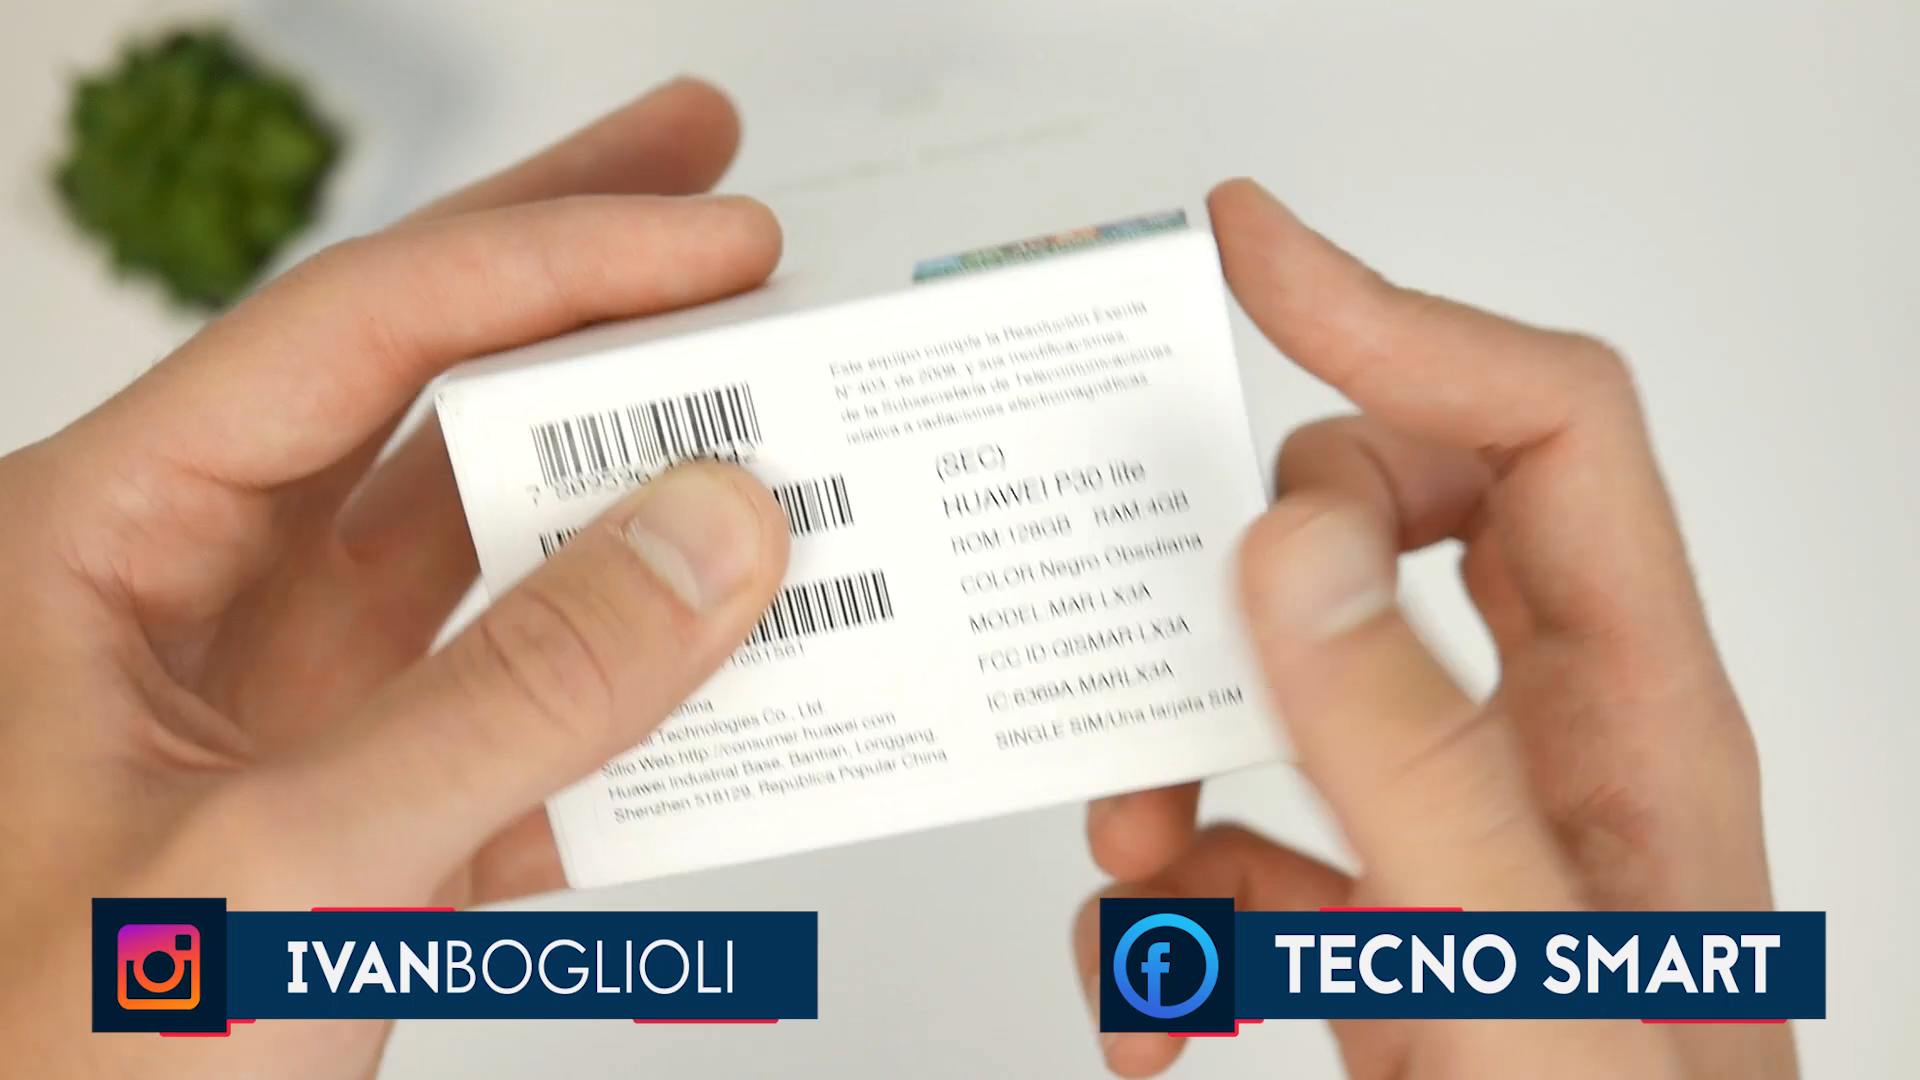 Este equipo cumple la Resolución Exenta
N° 403, de 2008, y sus modificaciones,
de la Subsecretaría de Telecomunicaciones
relativa a radiaciones electromagnéticas.
(SEC)
HUAWEI P30 lite
ROM:128GB RAM:4GB
COLOR:Negro Obsidiana
MODEL:MAR-LX3A
FCC ID:QISMAR-LX3A
IC:6369A-MARLX3A
SINGLE SIM/Una tarjeta SIM
Technologies Co., Ltd.
Sitio Web:http://consumer.huawei.com
Huawei Industrial Base, Bantian, Longgang,
Shenzhen 518129, República Popular China
IVANBOGLIOLI
TECNO SMART